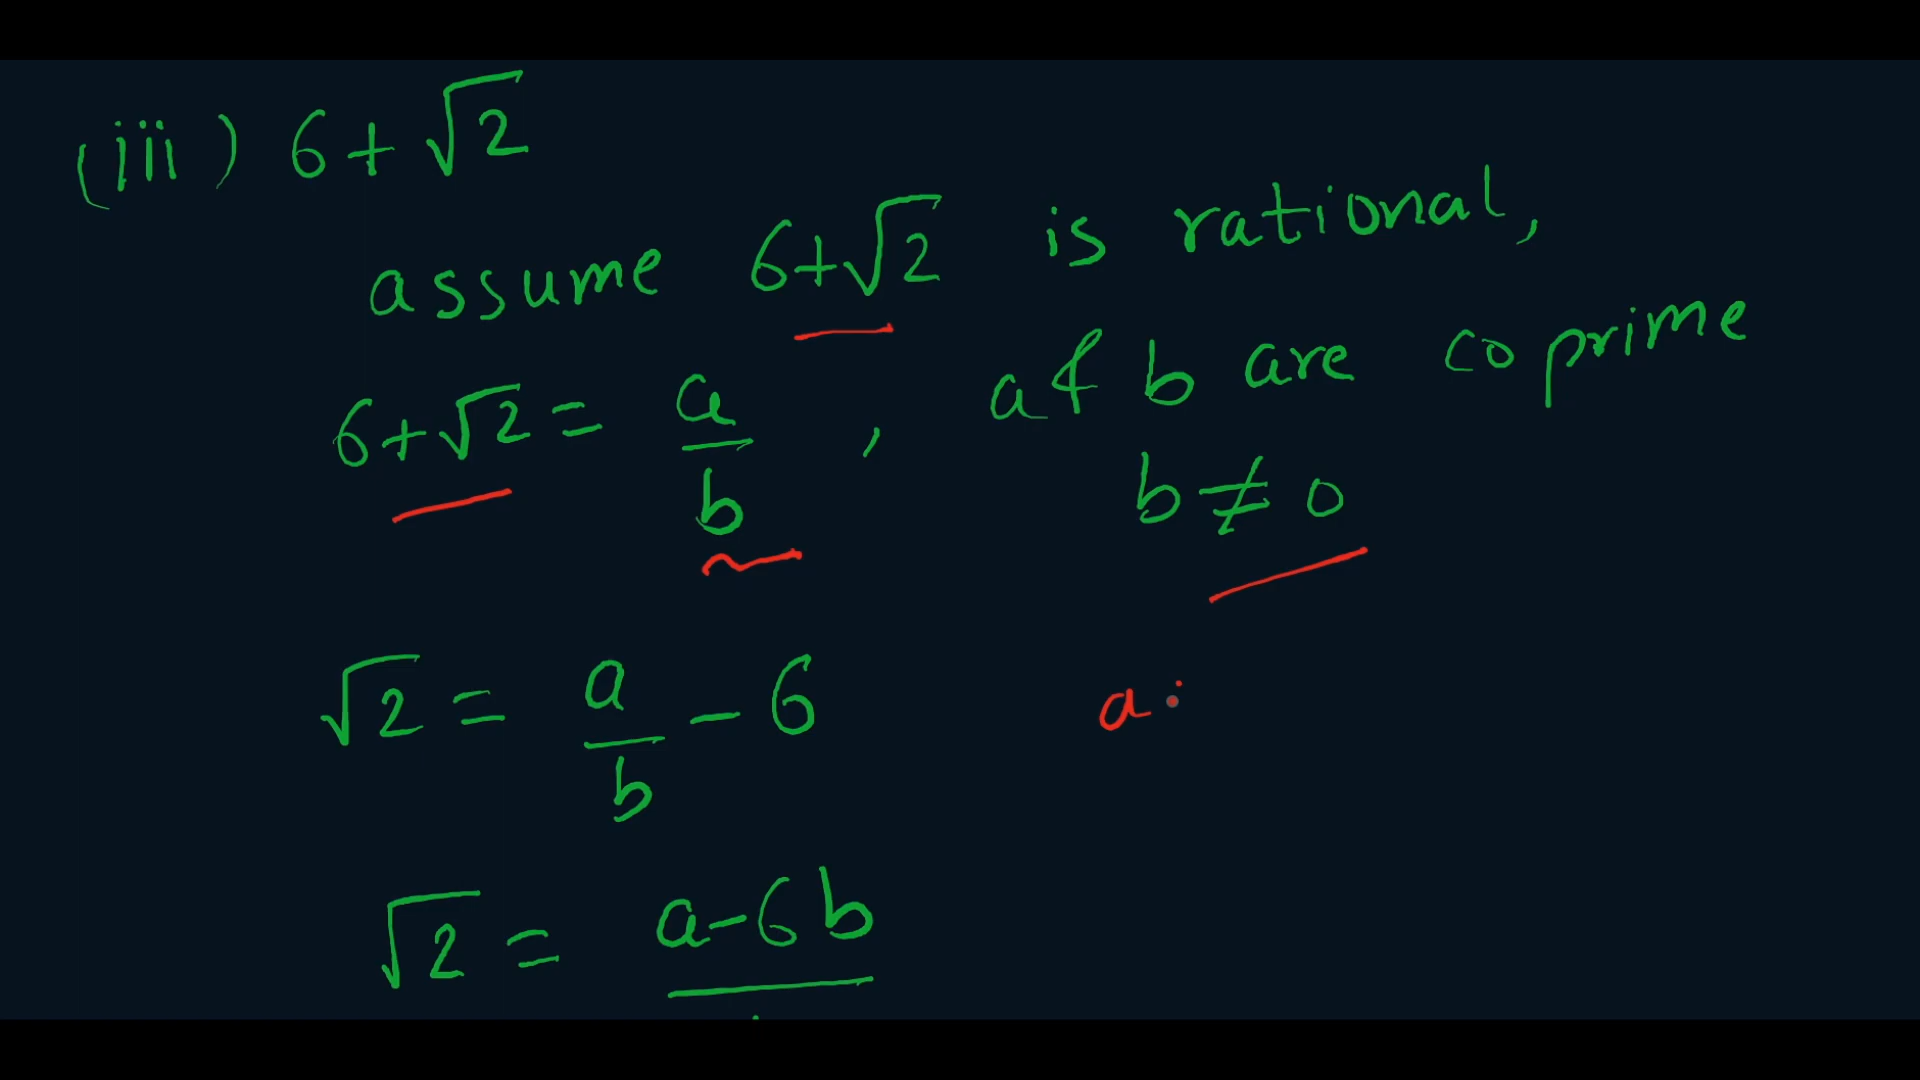 (iii) 6+√2
assume 6+√2 is rational,
6+√2 = a/b , a & b are coprime
b ≠ 0
√2 = a/b - 6
a
√2 = a-6b